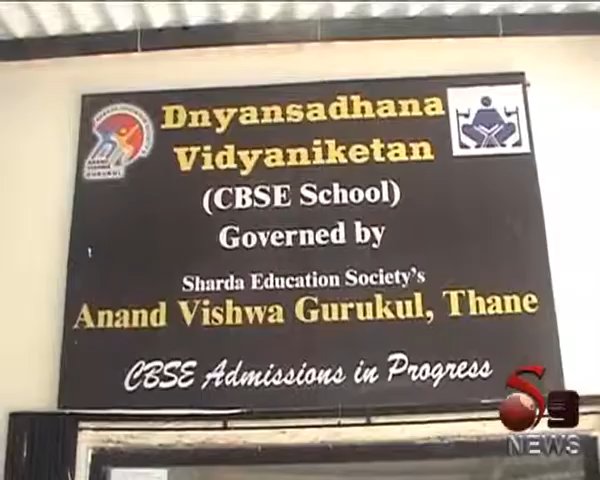 Dnyansadhana
Vidyaniketan
(CBSE School)
Governed by
Sharda Education Society's
Anand Vishwa Gurukul, Thane
CBSE Admissions in Progress
NEWS